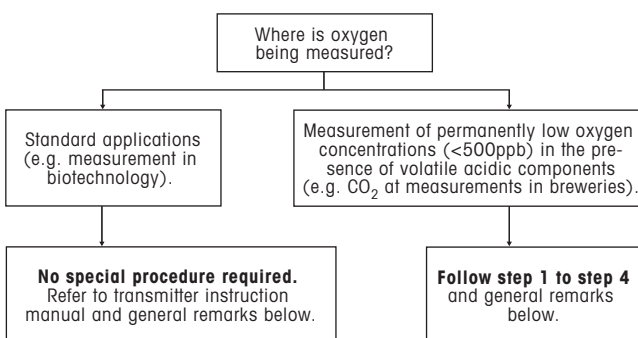 Where is oxygen
being measured?
Standard applications
(e.g. measurement in
biotechnology).
Measurement of permanently low oxygen
concentrations (<500ppb) in the pre-
sence of volatile acidic components
(e.g. CO₂ at measurements in breweries).
No special procedure required.
Refer to transmitter instruction
manual and general remarks below.
Follow step 1 to step 4
and general remarks
below.